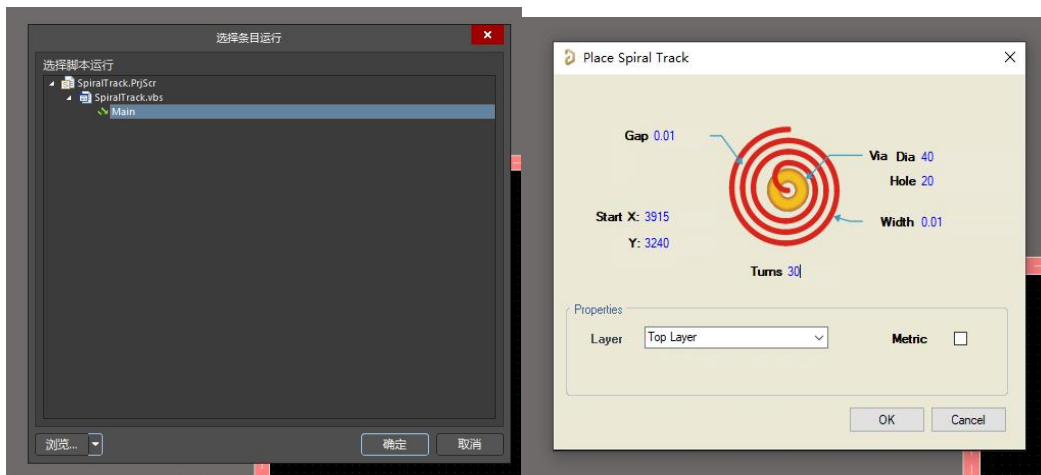 选择条目运行
选择脚本运行
SpiralTrack.PrjScr
SpiralTrack.vbs
Main
浏览...
确定
取消
Place Spiral Track
Gap 0.01
Via Dia 40
Hole 20
Start X: 3915
Width 0.01
Y: 3240
Turns 30
Properties
Layer Top Layer
Metric
OK
Cancel